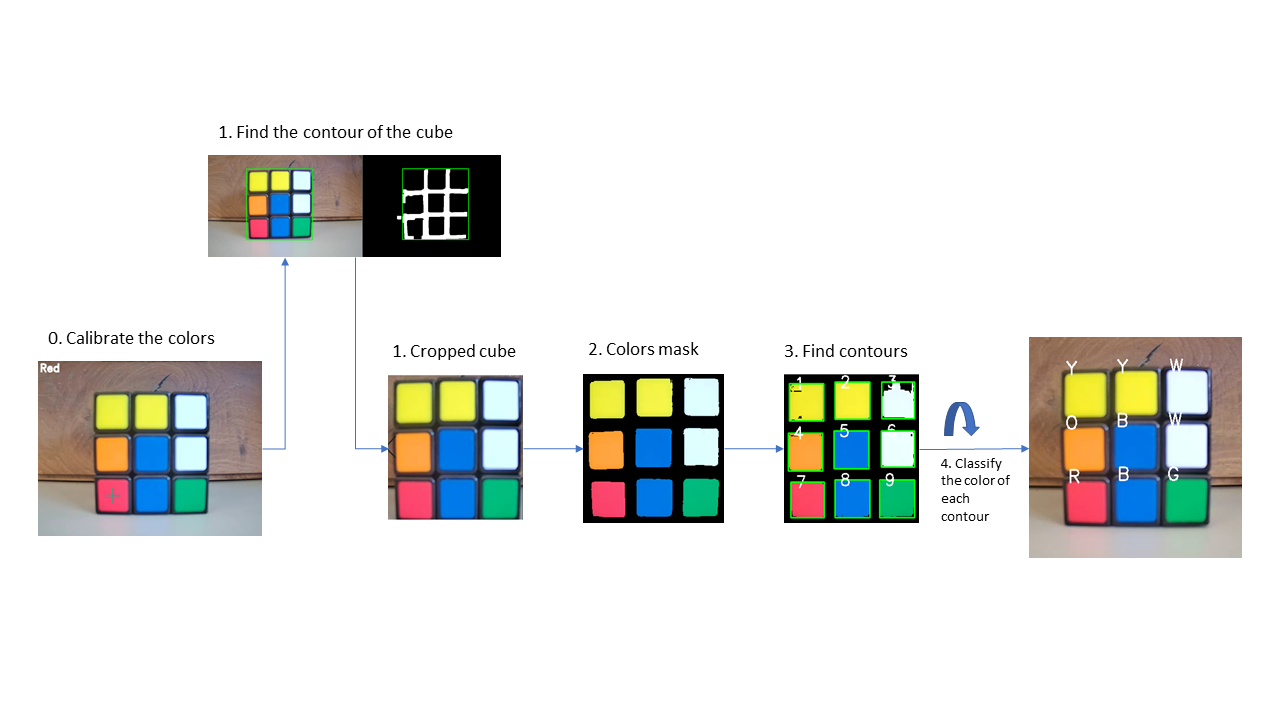 1. Find the contour of the cube
0. Calibrate the colors
Red
1. Cropped cube
2. Colors mask
3. Find contours
1 2 3
4 5 6
7 8 9
4. Classify
the color of
each
contour
Y Y W
O B W
R B G